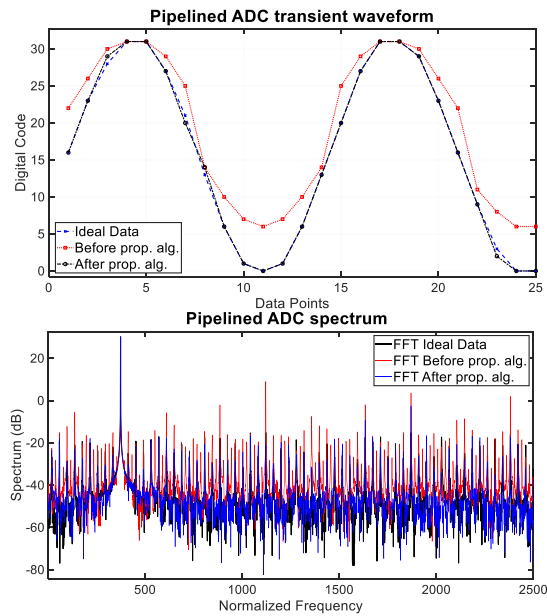 Pipelined ADC transient waveform
30
25
20
15
10
5
0
Digital Code
Ideal Data
Before prop. alg.
After prop. alg.
0 5 10 15 20 25
Data Points
Pipelined ADC spectrum
20
0
-20
-40
-60
-80
Spectrum (dB)
FFT Ideal Data
FFT Before prop. alg.
FFT After prop. alg.
500 1000 1500 2000 2500
Normalized Frequency